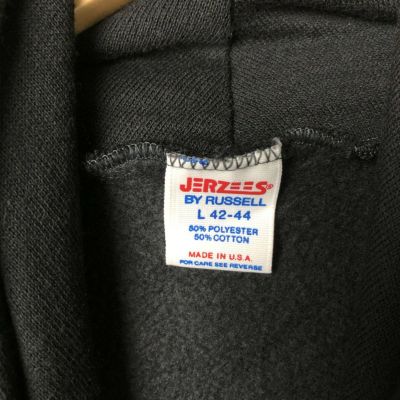 JERZEES®
BY RUSSELL
L 42-44
50% POLYESTER
50% COTTON
MADE IN U.S.A.
FOR CARE SEE REVERSE